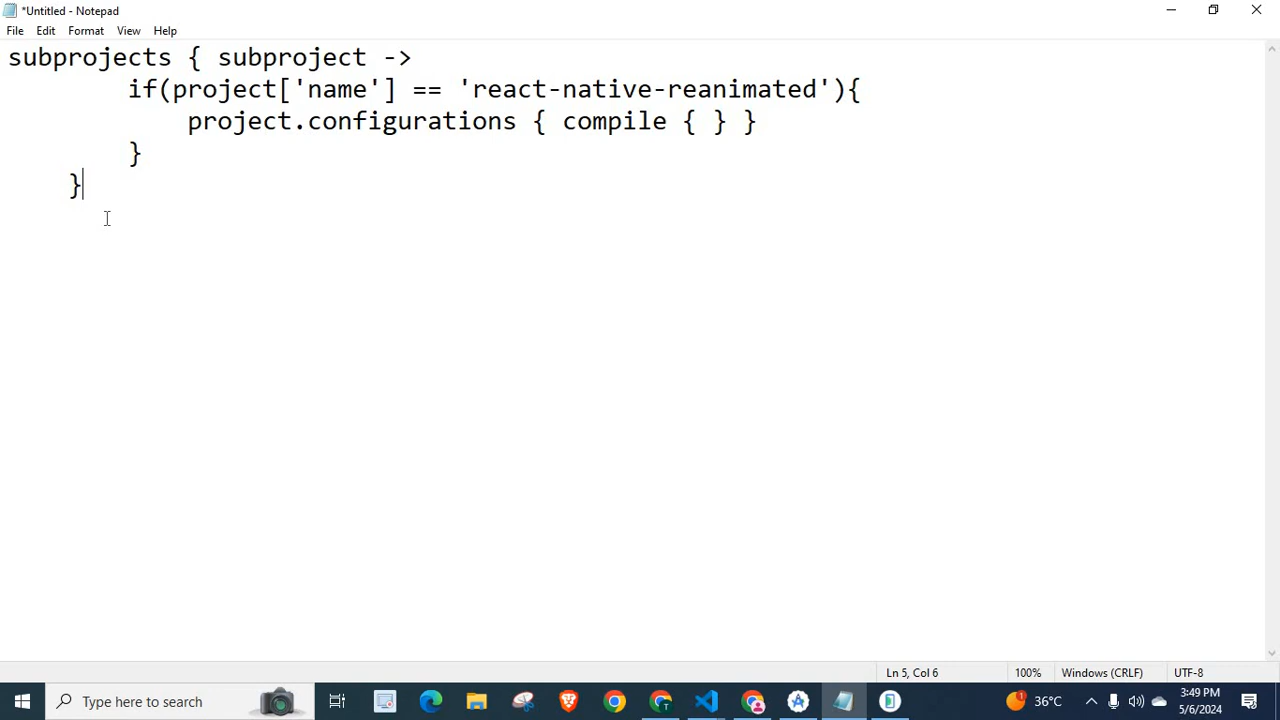 *Untitled - Notepad
File Edit Format View Help
subprojects { subproject ->
        if(project['name'] == 'react-native-reanimated'){
            project.configurations { compile { } }
        }
    }
Ln 5, Col 6 100% Windows (CRLF) UTF-8
Type here to search
1 36°C
3:49 PM
5/6/2024